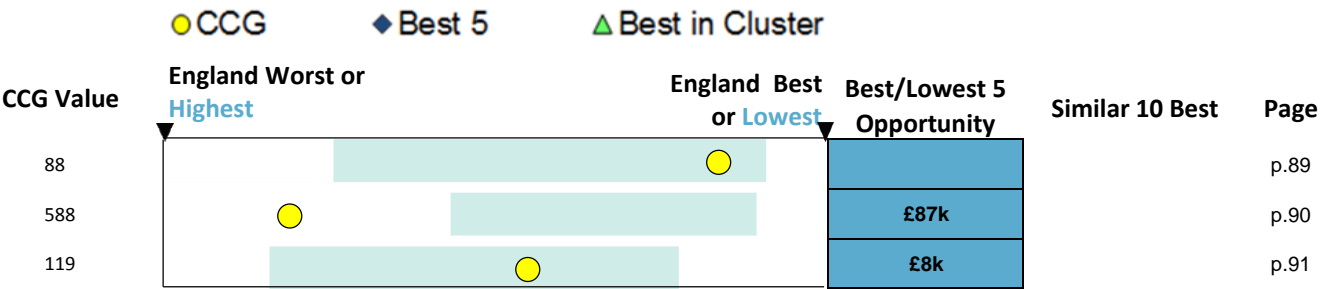 CCG Best 5 Best in Cluster
CCG Value England Worst or Highest England Best or Lowest Best/Lowest 5 Opportunity Similar 10 Best Page
88 p.89
588 £87k p.90
119 £8k p.91